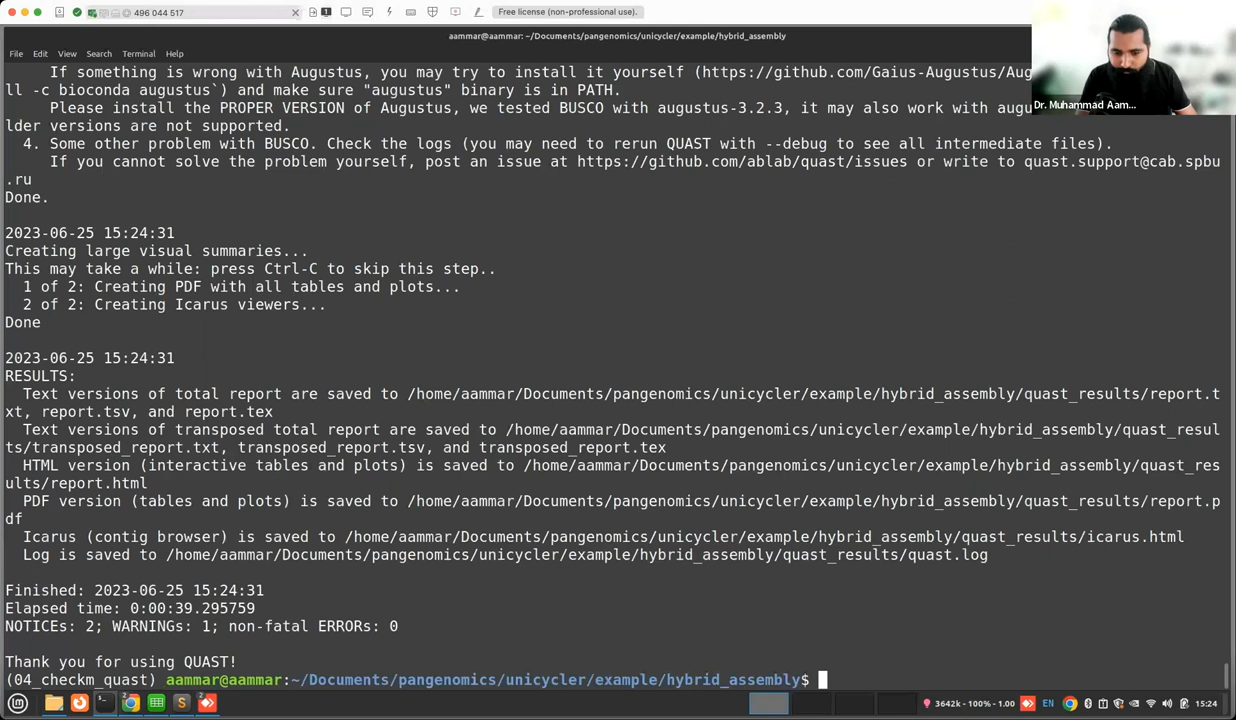 496 044 517
1
Free license (non-professional use).
aammar@aammar: ~/Documents/pangenomics/unicycler/example/hybrid_assembly
File Edit View Search Terminal Help
If something is wrong with Augustus, you may try to install it yourself (https://github.com/Gaius-Augustus/Aug
ll -c bioconda augustus`) and make sure "augustus" binary is in PATH.
Please install the PROPER VERSION of Augustus, we tested BUSCO with augustus-3.2.3, it may also work with augu
lder versions are not supported.
4. Some other problem with BUSCO. Check the logs (you may need to rerun QUAST with --debug to see all intermediate files).
If you cannot solve the problem yourself, post an issue at https://github.com/ablab/quast/issues or write to quast.support@cab.spbu
.ru
Done.
2023-06-25 15:24:31
Creating large visual summaries...
This may take a while: press Ctrl-C to skip this step..
1 of 2: Creating PDF with all tables and plots...
2 of 2: Creating Icarus viewers...
Done
2023-06-25 15:24:31
RESULTS:
Text versions of total report are saved to /home/aammar/Documents/pangenomics/unicycler/example/hybrid_assembly/quast_results/report.t
xt, report.tsv, and report.tex
Text versions of transposed total report are saved to /home/aammar/Documents/pangenomics/unicycler/example/hybrid_assembly/quast_resul
ts/transposed_report.txt, transposed_report.tsv, and transposed_report.tex
HTML version (interactive tables and plots) is saved to /home/aammar/Documents/pangenomics/unicycler/example/hybrid_assembly/quast_res
ults/report.html
PDF version (tables and plots) is saved to /home/aammar/Documents/pangenomics/unicycler/example/hybrid_assembly/quast_results/report.p
df
Icarus (contig browser) is saved to /home/aammar/Documents/pangenomics/unicycler/example/hybrid_assembly/quast_results/icarus.html
Log is saved to /home/aammar/Documents/pangenomics/unicycler/example/hybrid_assembly/quast_results/quast.log
Finished: 2023-06-25 15:24:31
Elapsed time: 0:00:39.295759
NOTICEs: 2; WARNINGs: 1; non-fatal ERRORs: 0
Thank you for using QUAST!
(04_checkm_quast) aammar@aammar:~/Documents/pangenomics/unicycler/example/hybrid_assembly$
Dr. Muhammad Aam...
2 S 2 3642k - 100% - 1.00 EN 15:24